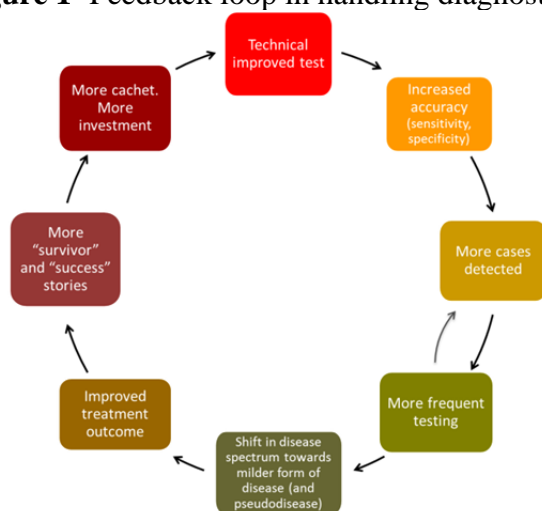 gure 1 Feedback loop in handling diagnost
Technical
improved test
Increased
accuracy
(sensitivity,
specificity)
More cases
detected
More frequent
testing
Shift in disease
spectrum towards
milder form of
disease (and
pseudodisease)
Improved
treatment
outcome
More
“survivor”
and “success”
stories
More cachet.
More
investment